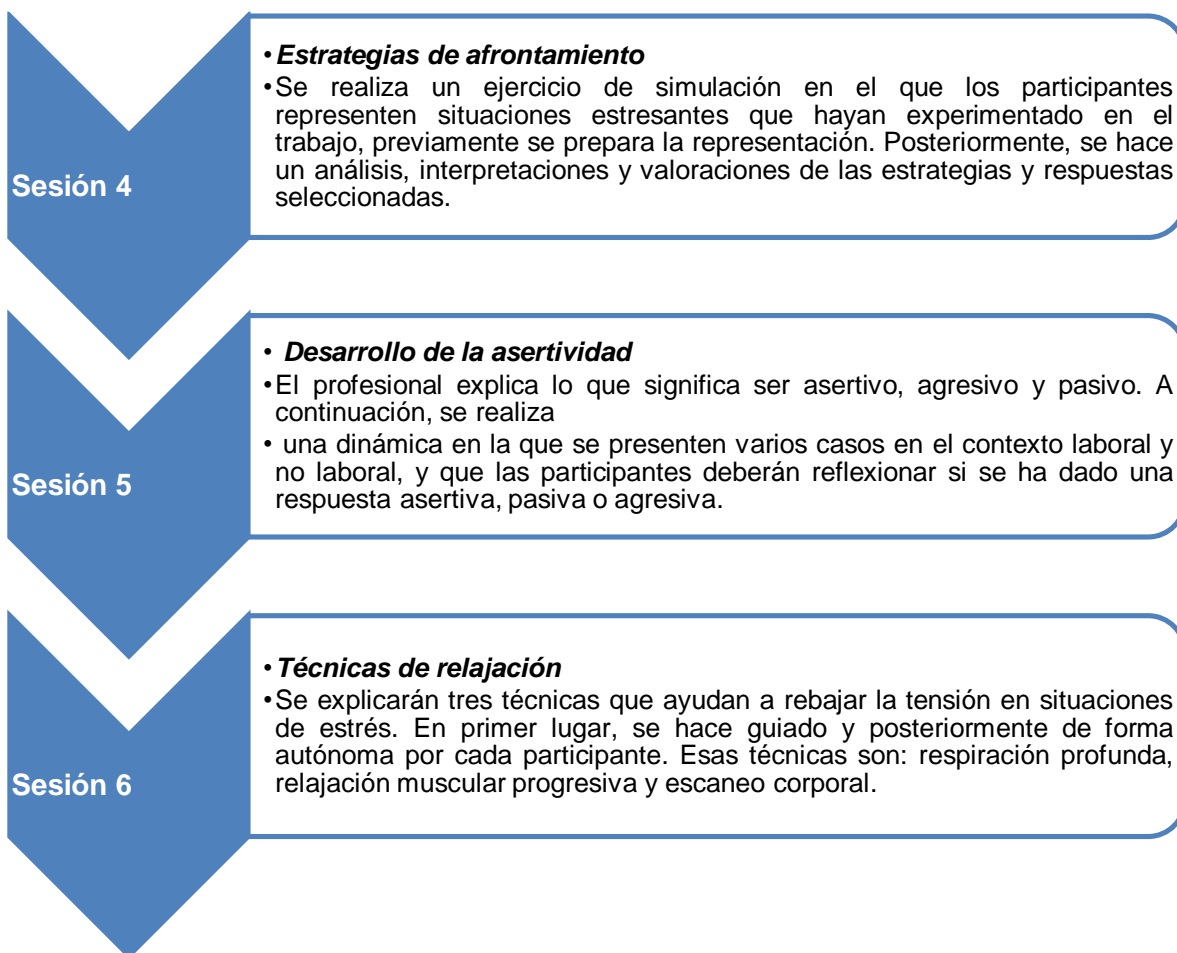 Sesión 4
• Estrategias de afrontamiento
•Se realiza un ejercicio de simulación en el que los participantes
representen situaciones estresantes que hayan experimentado en el
trabajo, previamente se prepara la representación. Posteriormente, se hace
un análisis, interpretaciones y valoraciones de las estrategias y respuestas
seleccionadas.
Sesión 5
• Desarrollo de la asertividad
•El profesional explica lo que significa ser asertivo, agresivo y pasivo. A
continuación, se realiza
• una dinámica en la que se presenten varios casos en el contexto laboral y
no laboral, y que las participantes deberán reflexionar si se ha dado una
respuesta asertiva, pasiva o agresiva.
Sesión 6
• Técnicas de relajación
•Se explicarán tres técnicas que ayudan a rebajar la tensión en situaciones
de estrés. En primer lugar, se hace guiado y posteriormente de forma
autónoma por cada participante. Esas técnicas son: respiración profunda,
relajación muscular progresiva y escaneo corporal.